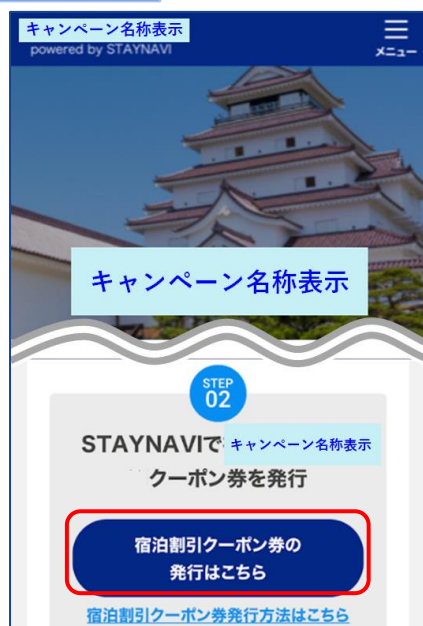 キャンペーン名称表示
powered by STAYNAVI
メニュー
キャンペーン名称表示
STEP
02
STAYNAVIで キャンペーン名称表示
クーポン券を発行
宿泊割引クーポン券の
発行はこちら
宿泊割引クーポン券発行方法はこちら